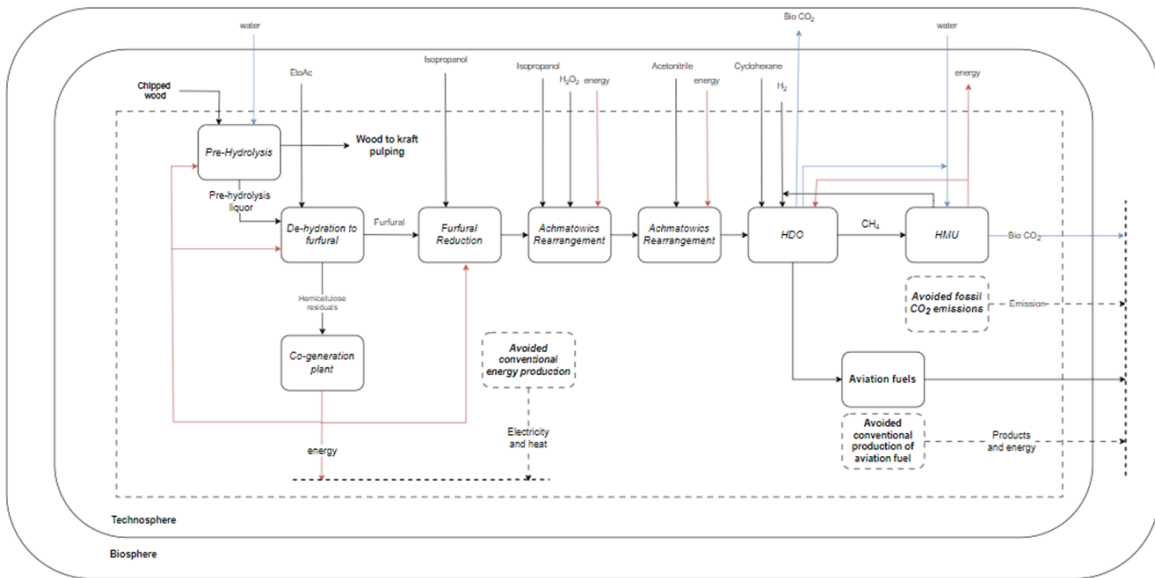 Bio CO2
water
water
Isopropanol
Isopropanol
Acetonitrile
Cyclohexane
EtoAc
H2O2
energy
energy
H2
energy
Chipped
wood
Pre-Hydrolysis
Wood to kraft
pulping
Pre-hydrolysis
liquor
De-hydration to
furfural
Furfural
Furfural
Reduction
Achmatowics
Rearrangement
Achmatowics
Rearrangement
HDO
CH4
HMU
Bio CO2
Hemicellulose
residuals
Avoided fossil
CO2 emissions
Emission
Co-generation
plant
Avoided
conventional
energy production
Aviation fuels
Electricity
and heat
energy
Avoided
conventional
production of
aviation fuel
Products
and energy
Technosphere
Biosphere